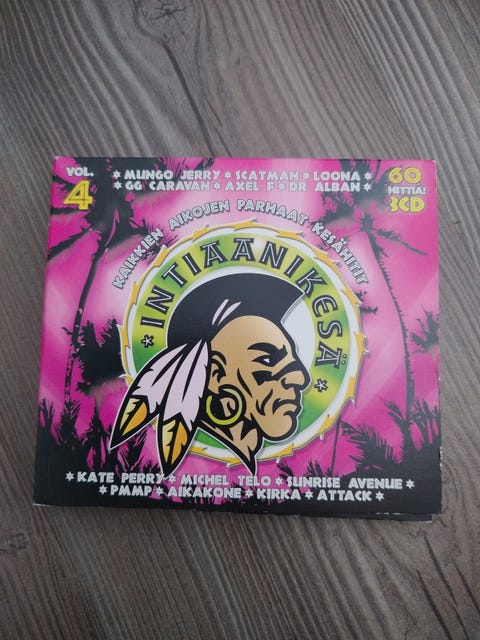 VOL.
4
* MUNGO JERRY * SCATMAN * LOONA *
* GG CARAVAN * AXEL F * DR ALBAN *
60
HITTIÄ!
3CD
KAIKKIEN AIKOJEN PARHAAT KESÄHITIT
* INTIAANIKESÄ *
* KATE PERRY * MICHEL TELO * SUNRISE AVENUE *
* PMMP * AIKAKONE * KIRKA * ATTACK *